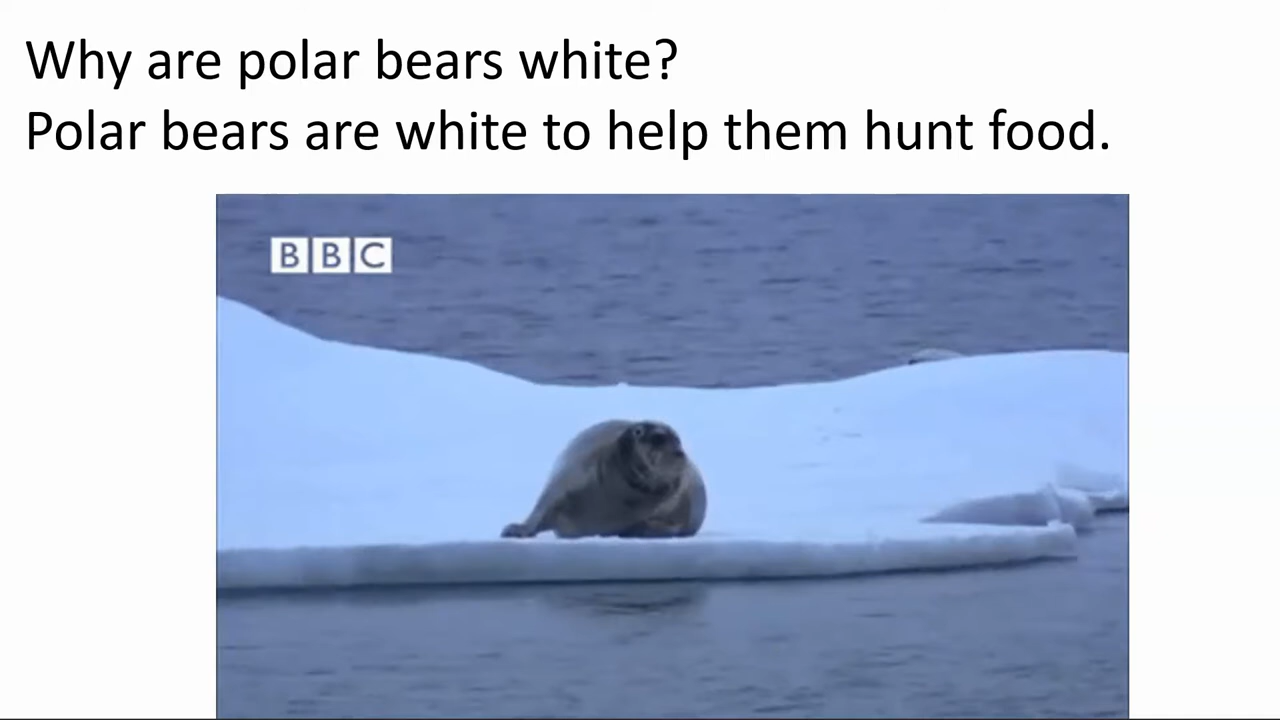 Why are polar bears white?
Polar bears are white to help them hunt food.
BBC